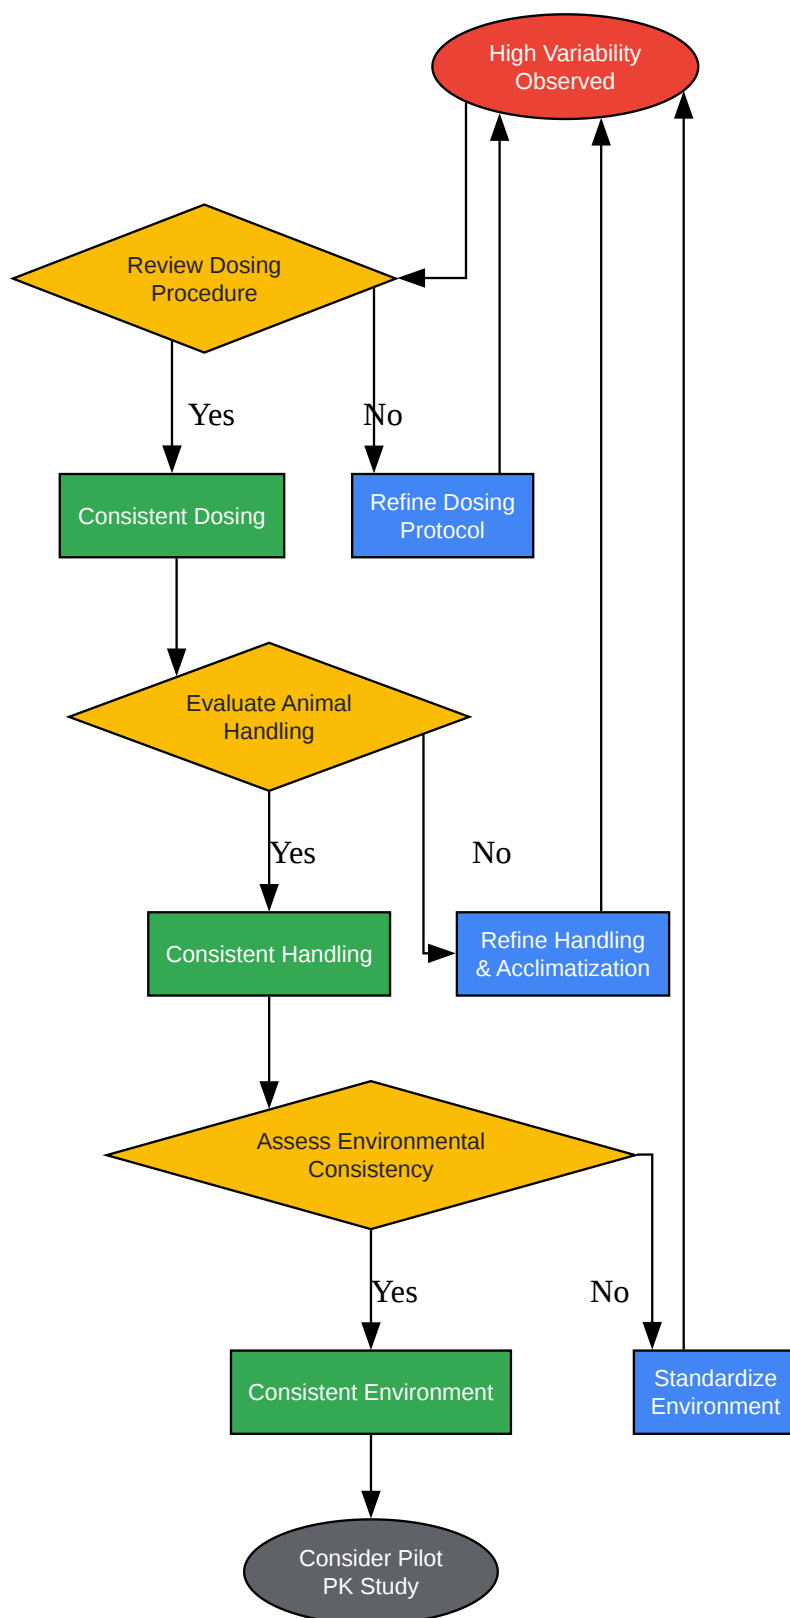 High Variability
Observed
Review Dosing
Procedure
Yes
No
Consistent Dosing
Refine Dosing
Protocol
Evaluate Animal
Handling
Yes
No
Consistent Handling
Refine Handling
& Acclimatization
Assess Environmental
Consistency
Yes
No
Consistent Environment
Standardize
Environment
Consider Pilot
PK Study